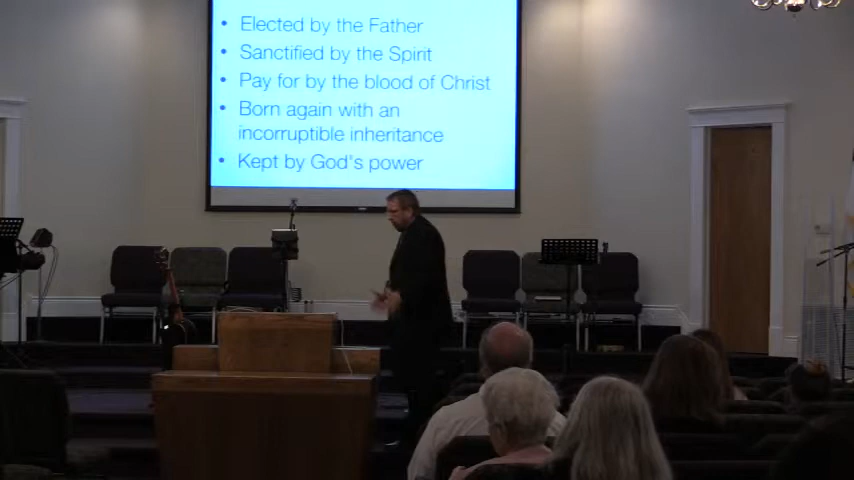 • Elected by the Father
• Sanctified by the Spirit
• Pay for by the blood of Christ
• Born again with an
incorruptible inheritance
• Kept by God's power